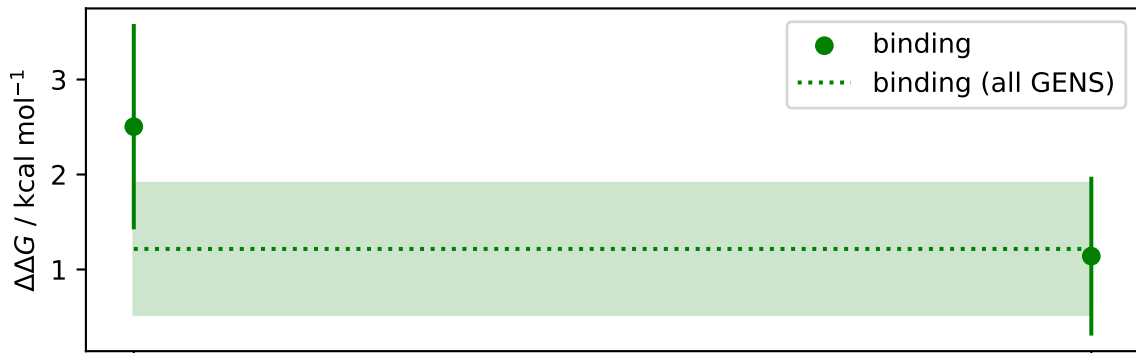 ΔΔG / kcal mol⁻¹
3
2
1
binding
binding (all GENS)